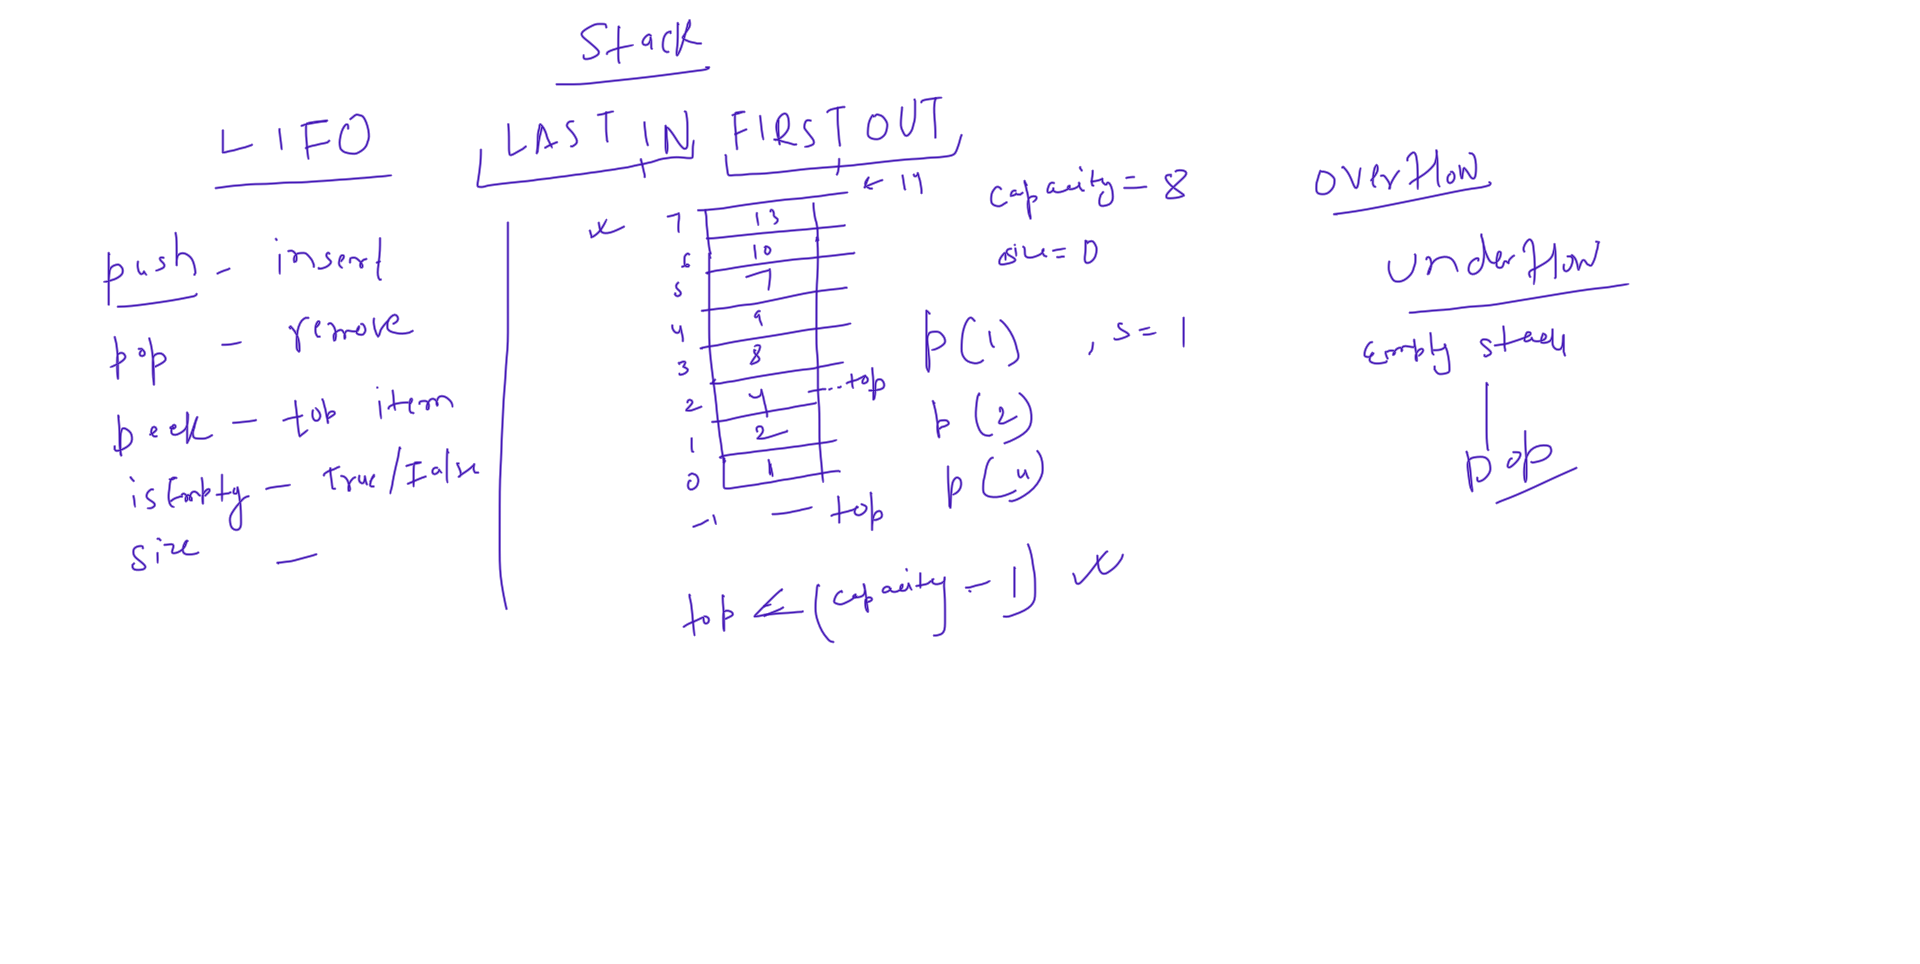 Stack
LIFO LAST IN FIRST OUT
push - insert
pop - remove
peek - top item
isEmpty - True/False
size -
← 14
7 13
6 10
5 7
4 9
3 8
2 4 ...top
1 2
0 1
-1 - top
capacity = 8
size = 0
p(1) , s = 1
p(2)
p(4)
top < (capacity - 1)
overflow
underflow
Empty stack
pop